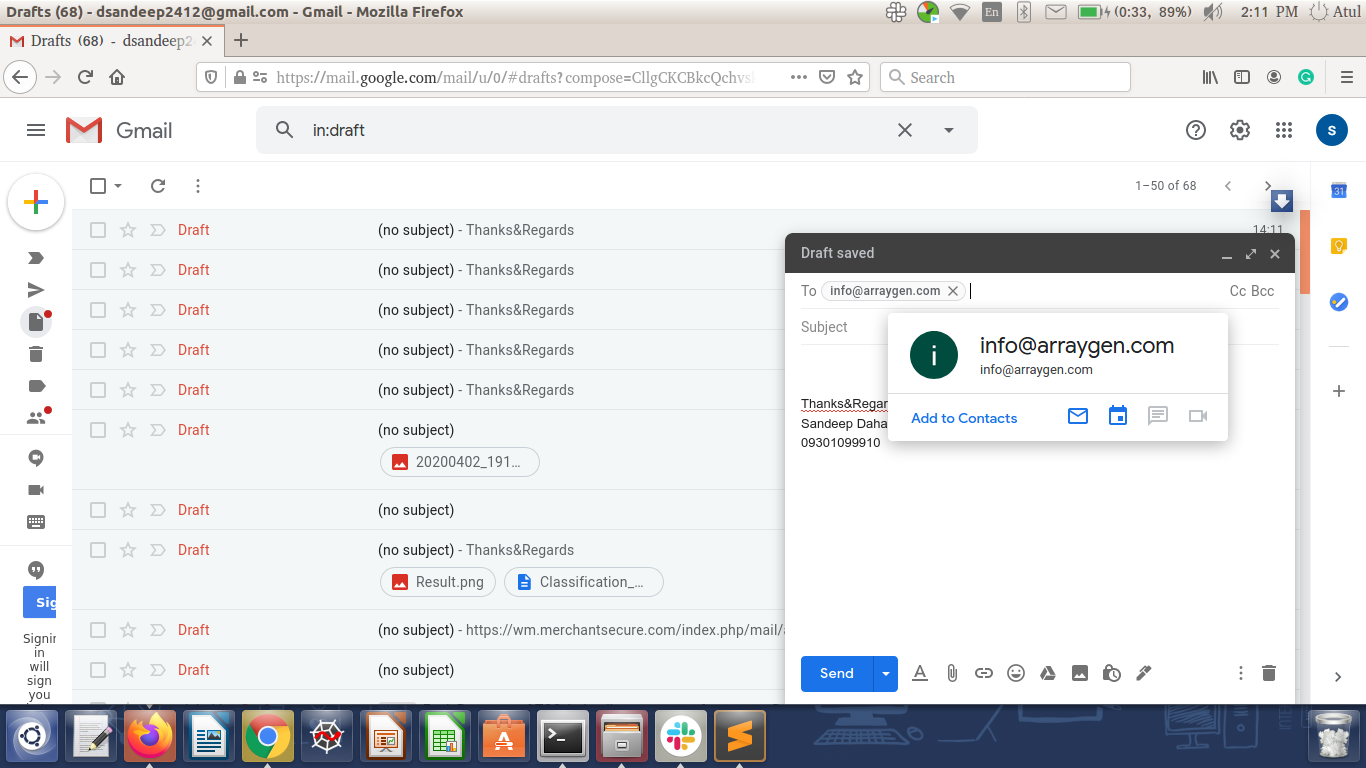 Drafts (68) - dsandeep2412@gmail.com - Gmail - Mozilla Firefox
En
(0:33, 89%)
2:11 PM
Atul
Drafts (68) - dsandeep2
https://mail.google.com/mail/u/0/#drafts?compose=CllgCKCBkcQchvs
Search
Gmail
in:draft
S
1–50 of 68
31
Draft (no subject) - Thanks&Regards 14:11
Draft (no subject) - Thanks&Regards
Draft (no subject) - Thanks&Regards
Draft (no subject) - Thanks&Regards
Draft (no subject) - Thanks&Regards
Draft (no subject)
20200402_191...
Draft (no subject)
Draft (no subject) - Thanks&Regards
Result.png Classification_...
Draft (no subject) - https://wm.merchantsecure.com/index.php/mail/
Draft (no subject)
Sig
Signin
in
will
sign
you
Draft saved
To info@arraygen.com Cc Bcc
Subject
i
info@arraygen.com
info@arraygen.com
Add to Contacts
Thanks&Regar
Sandeep Daha
09301099910
Send